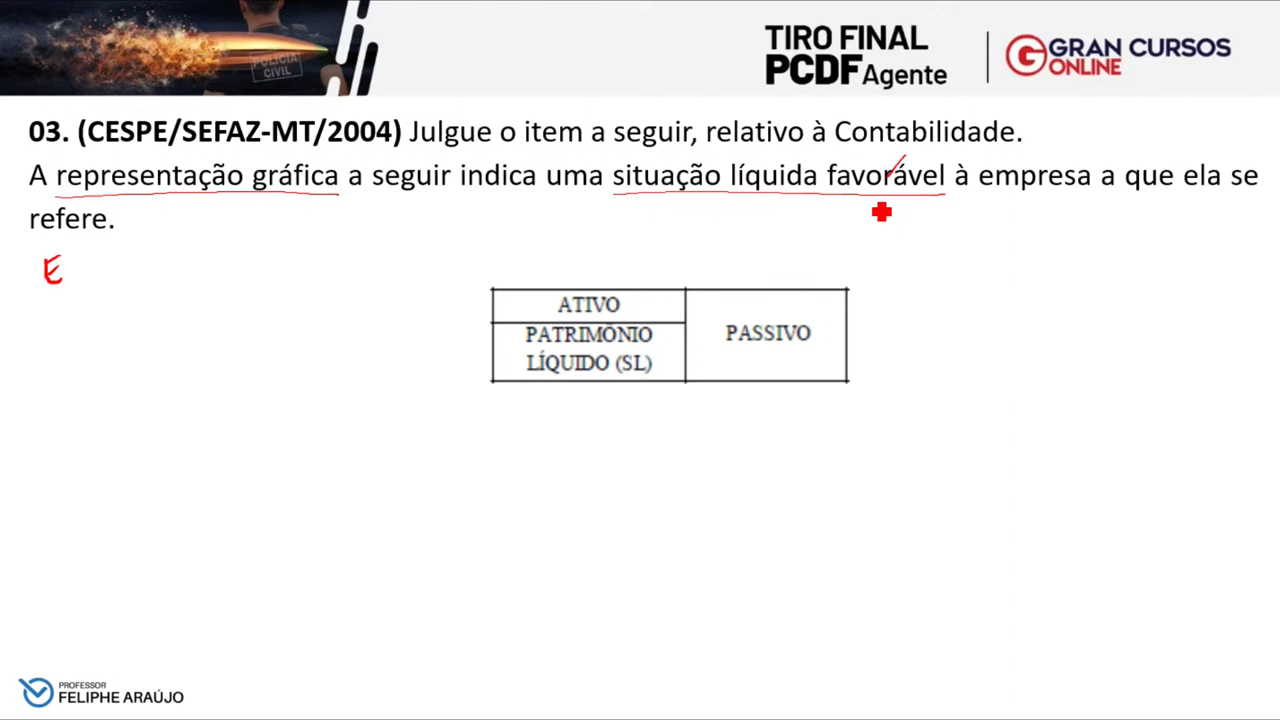 POLÍCIA
CIVIL
TIRO FINAL
PCDF Agente
GRAN CURSOS
ONLINE
03. (CESPE/SEFAZ-MT/2004) Julgue o item a seguir, relativo à Contabilidade.
A representação gráfica a seguir indica uma situação líquida favorável à empresa a que ela se
refere.
E
ATIVO
PATRIMÔNIO
LÍQUIDO (SL)
PASSIVO
PROFESSOR
FELIPHE ARAÚJO